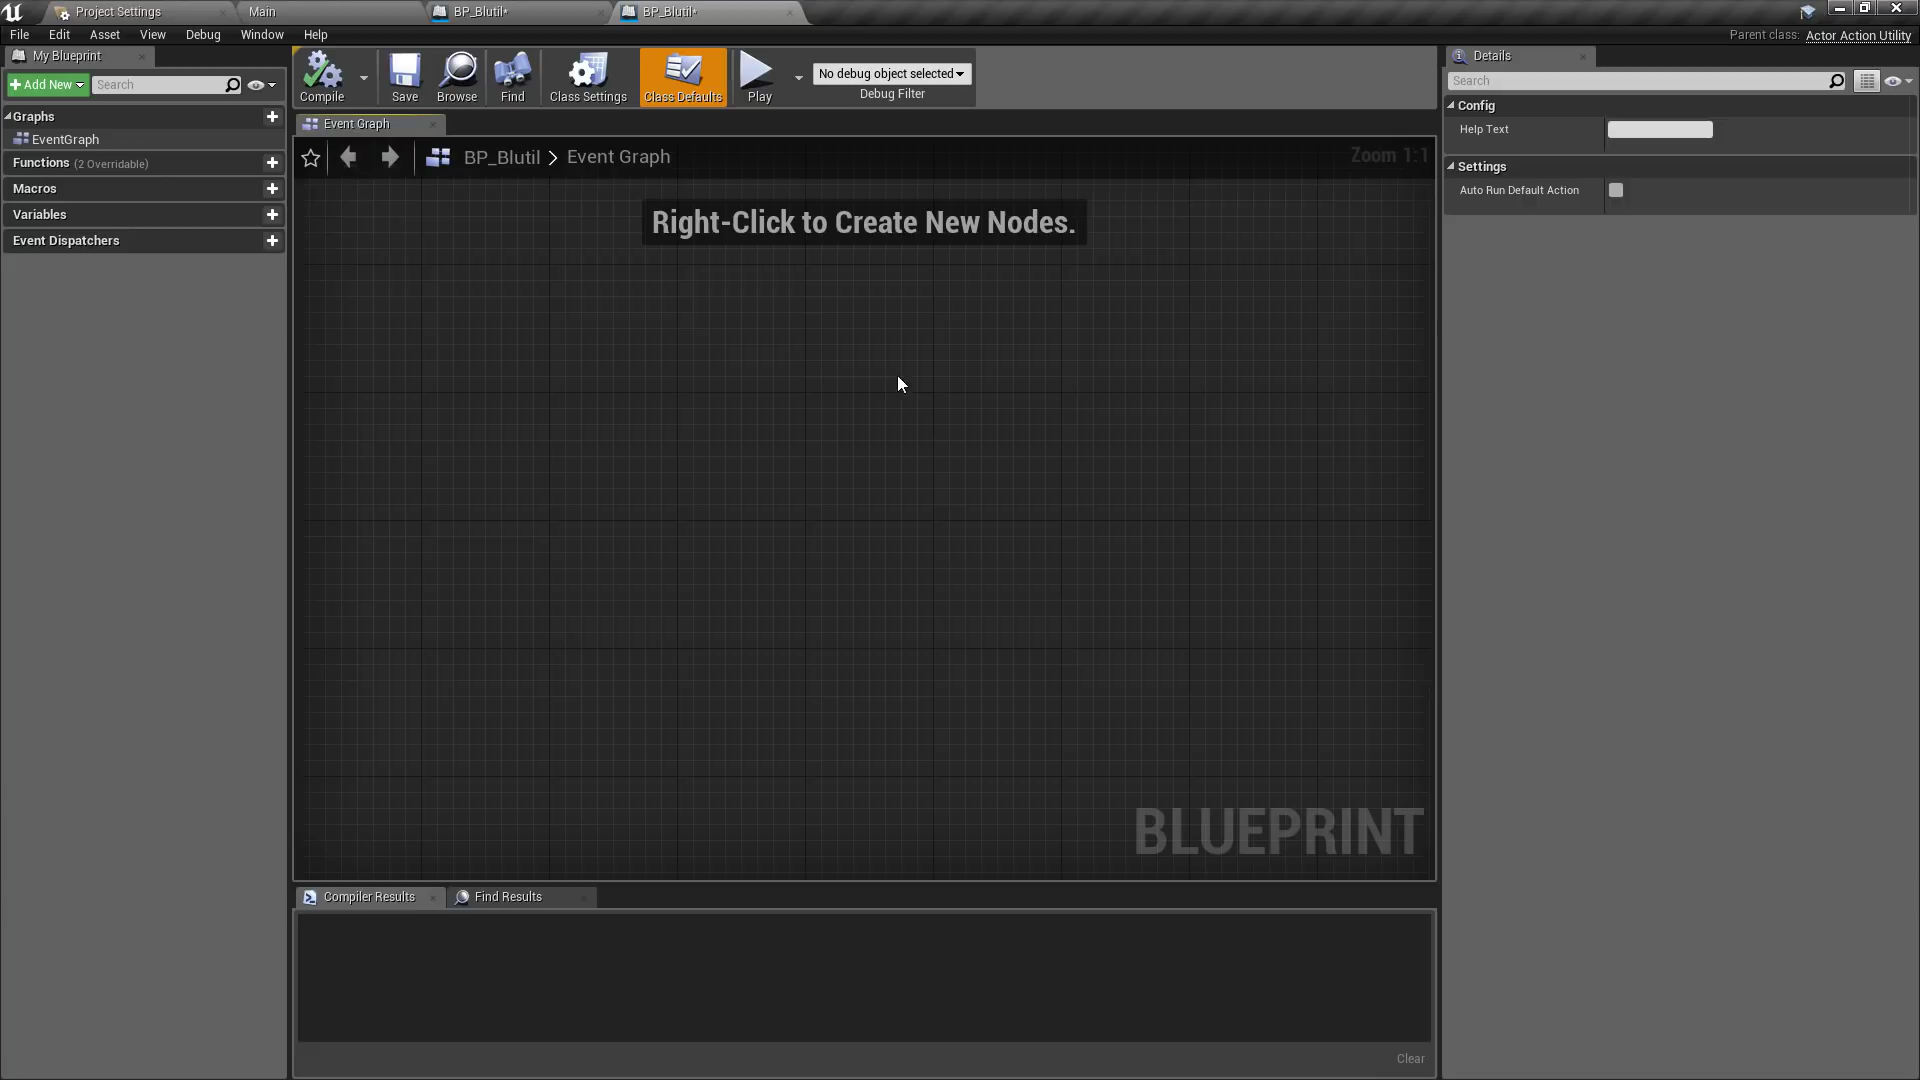 Project Settings
Main
BP_Blutil*
BP_Blutil*
File
Edit
Asset
View
Debug
Window
Help
Parent class: Actor Action Utility
My Blueprint
Add New
Search
Graphs
EventGraph
Functions (2 Overridable)
Macros
Variables
Event Dispatchers
Compile
Save
Browse
Find
Class Settings
Class Defaults
Play
No debug object selected
Debug Filter
Event Graph
BP_Blutil > Event Graph
Zoom 1:1
Right-Click to Create New Nodes.
BLUEPRINT
Compiler Results
Find Results
Clear
Details
Search
Config
Help Text
Settings
Auto Run Default Action